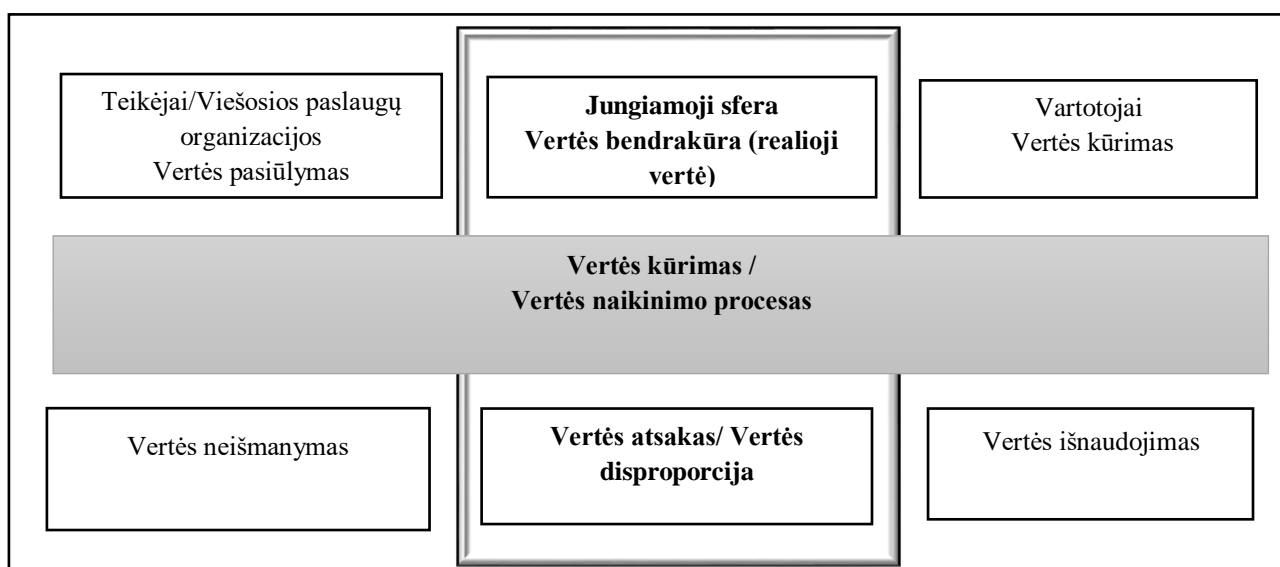 Teikėjai/Viešosios paslaugų
organizacijos
Vertės pasiūlymas
Jungiamoji sfera
Vertės bendrakūra (realioji
vertė)
Vartotojai
Vertės kūrimas
Vertės kūrimas /
Vertės naikinimo procesas
Vertės neišmanymas
Vertės atsakas/ Vertės
disproporcija
Vertės išnaudojimas